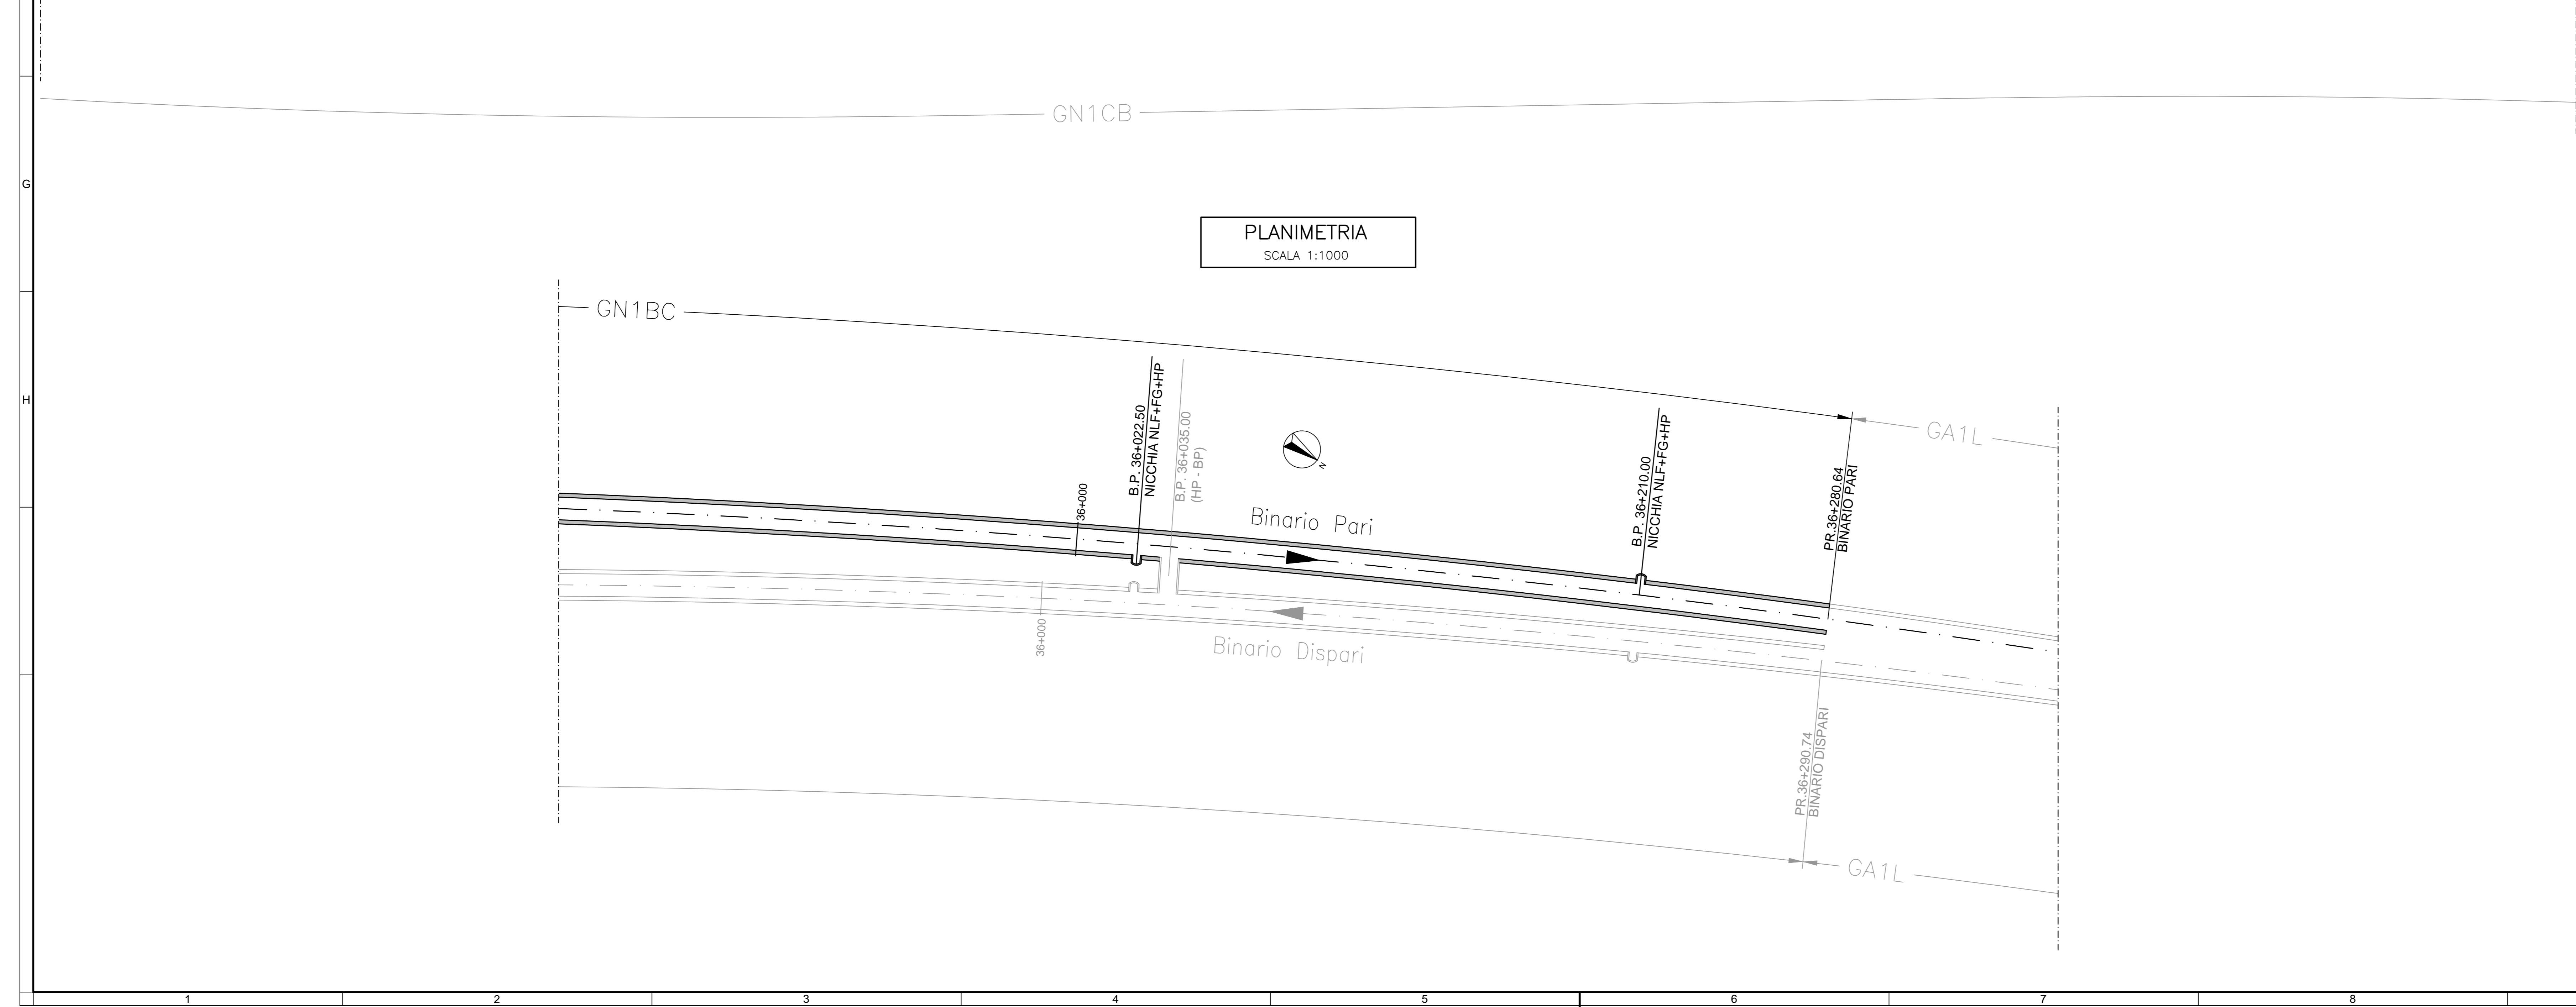 GN1CB
G
PLANIMETRIA
SCALA 1:1000
GN1BC
H
B.P. 36+022.50
NICCHIA NLF+FG+HP
B.P. 36+035.00
(HP - BP)
N
B.P. 36+210.00
NICCHIA NLF+FG+HP
GA1L
PR.36+280.64
BINARIO PARI
36+000
Binario Pari
36+000
Binario Dispari
PR.36+290.74
BINARIO DISPARI
GA1L
1 2 3 4 5 6 7 8